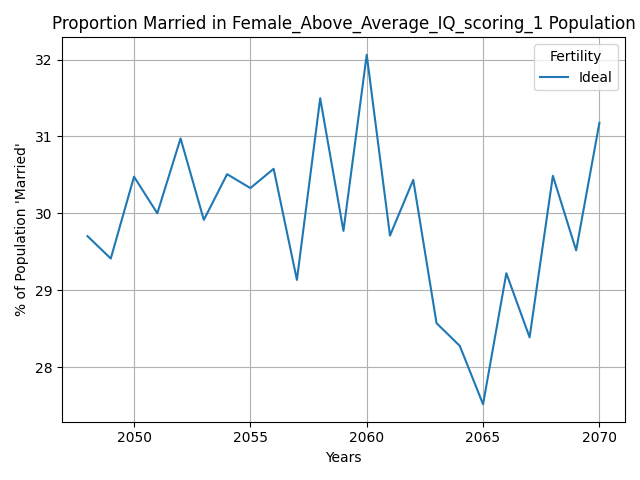 Proportion Married in Female_Above_Average_IQ_scoring_1 Population
Fertility
Ideal
% of Population 'Married'
32
31
30
29
28
2050
2055
2060
2065
2070
Years